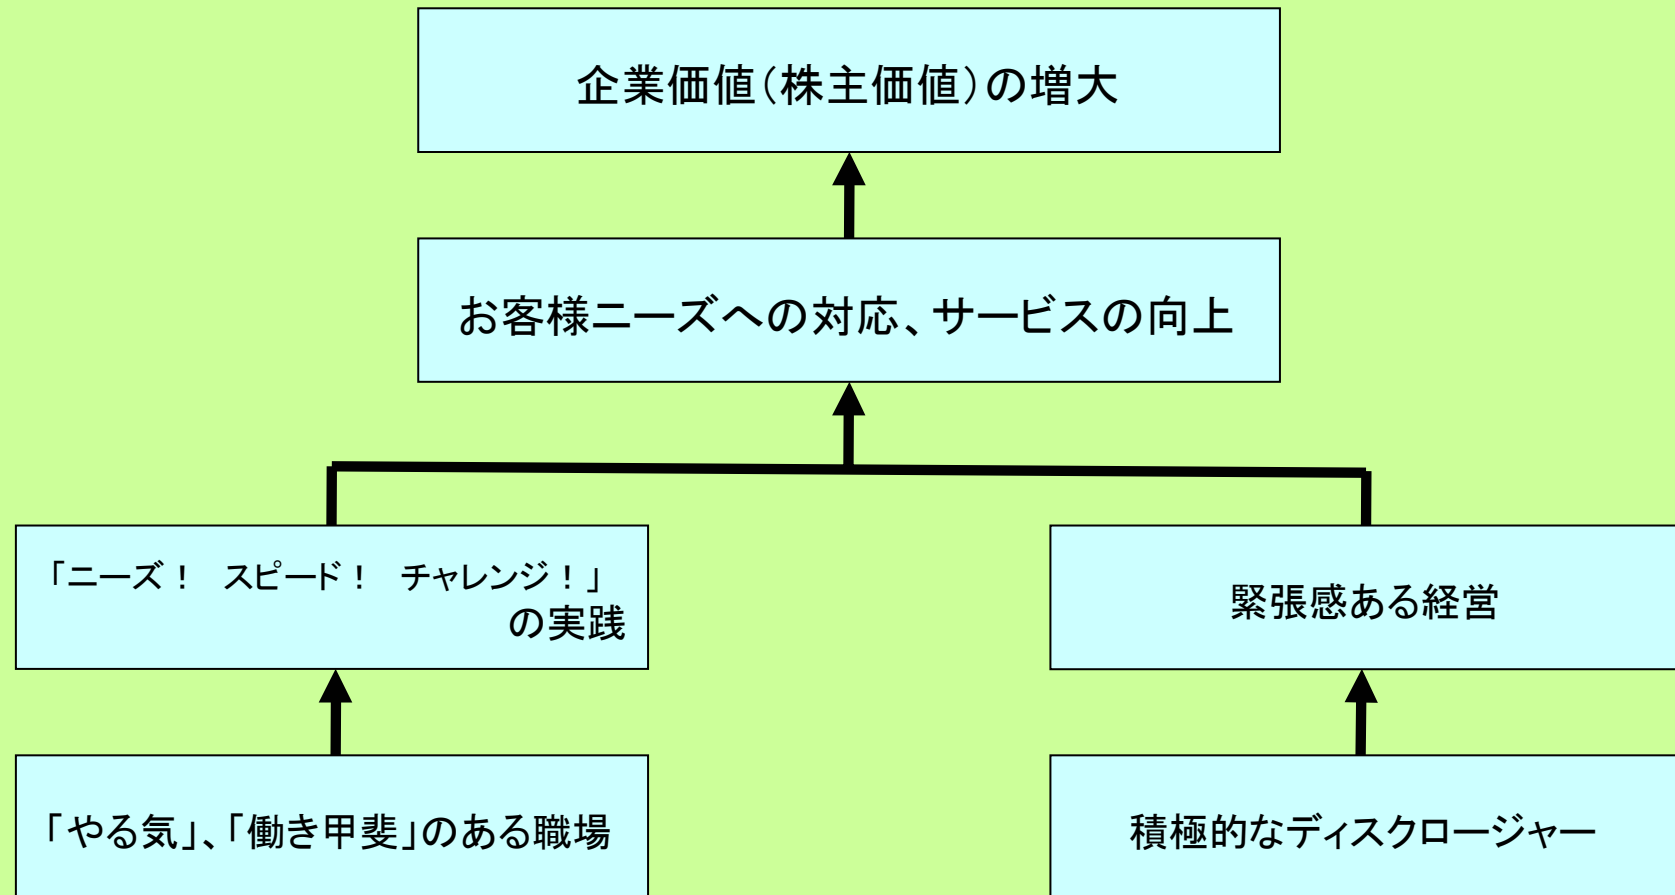 企業価値(株主価値)の増大
お客様ニーズへの対応、サービスの向上
「ニーズ！　スピード！　チャレンジ！」
の実践
緊張感ある経営
「やる気」、「働き甲斐」のある職場
積極的なディスクロージャー